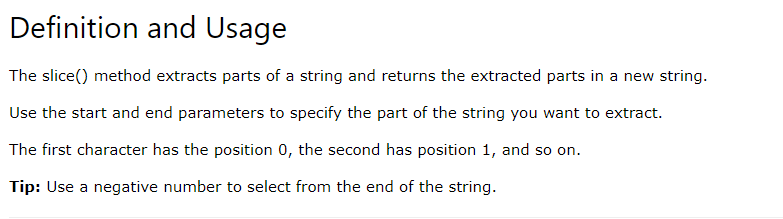 Definition and Usage
The slice() method extracts parts of a string and returns the extracted parts in a new string.
Use the start and end parameters to specify the part of the string you want to extract.
The first character has the position 0, the second has position 1, and so on.
Tip: Use a negative number to select from the end of the string.